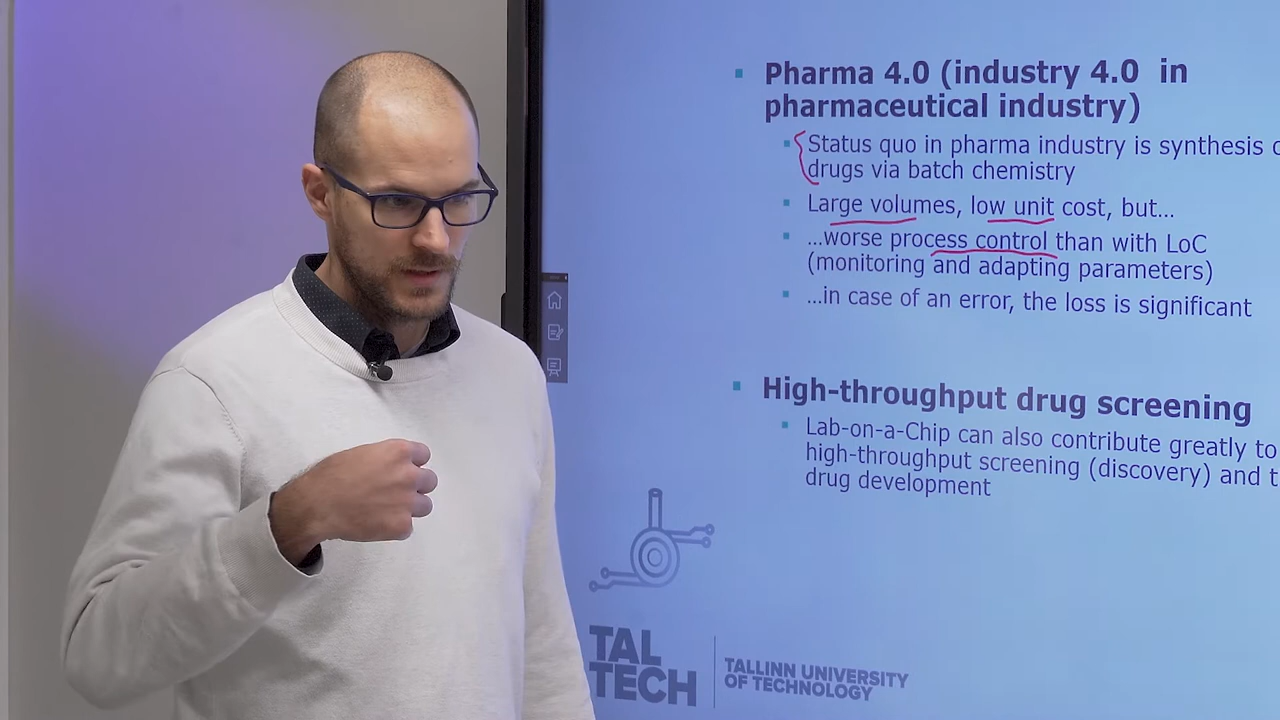 Pharma 4.0 (industry 4.0 in
pharmaceutical industry)
Status quo in pharma industry is synthesis
drugs via batch chemistry
Large volumes, low unit cost, but...
...worse process control than with LoC
(monitoring and adapting parameters)
...in case of an error, the loss is significant
High-throughput drug screening
Lab-on-a-Chip can also contribute greatly to
high-throughput screening (discovery) and
drug development
TAL
TECH
TALLINN UNIVERSITY
OF TECHNOLOGY